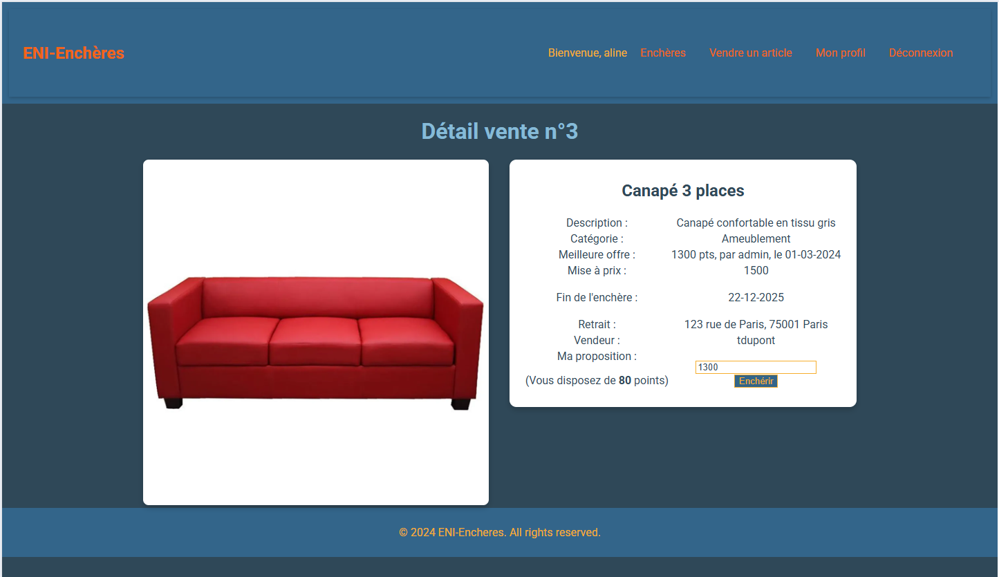 ENI-Enchères
Bienvenue, aline Enchères Vendre un article Mon profil Déconnexion
Détail vente n°3
Canapé 3 places
Description : Canapé confortable en tissu gris
Catégorie : Ameublement
Meilleure offre : 1300 pts, par admin, le 01-03-2024
Mise à prix : 1500
Fin de l'enchère : 22-12-2025
Retrait : 123 rue de Paris, 75001 Paris
Vendeur : tdupont
Ma proposition :
1300
(Vous disposez de 80 points) Enchérir
© 2024 ENI-Encheres. All rights reserved.